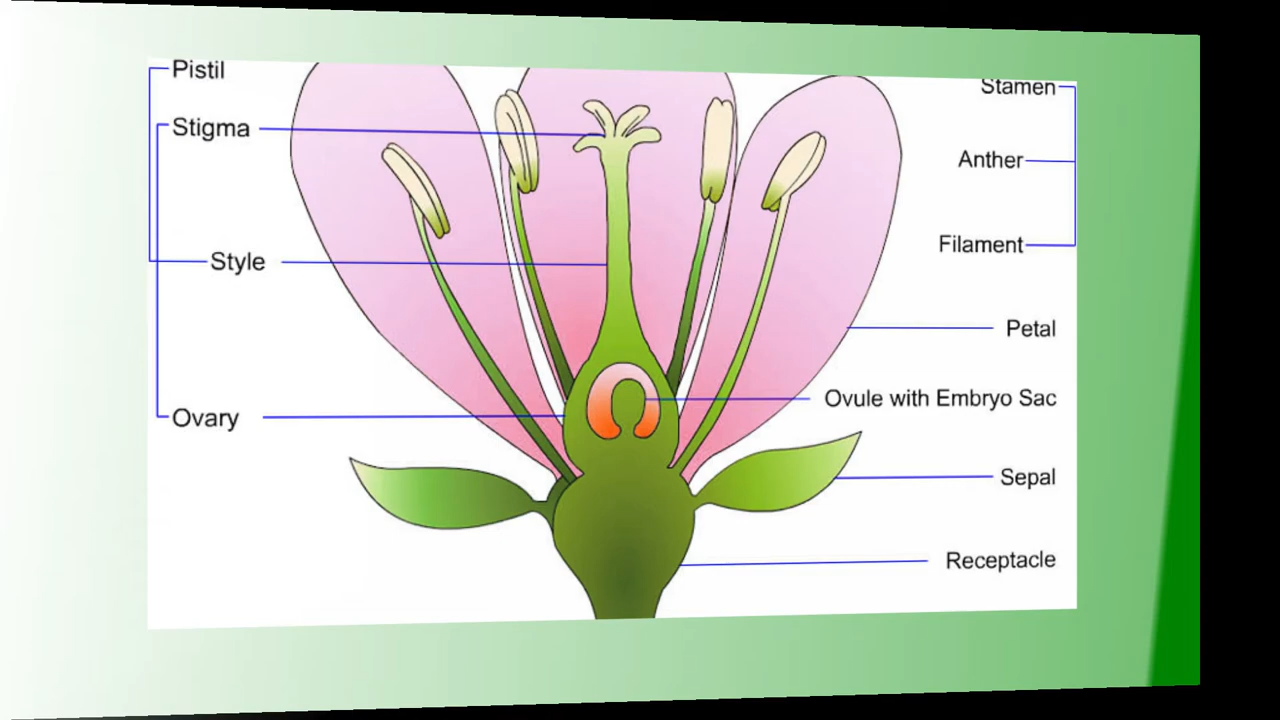 Pistil
Stigma
Style
Ovary
Stamen
Anther
Filament
Petal
Ovule with Embryo Sac
Sepal
Receptacle